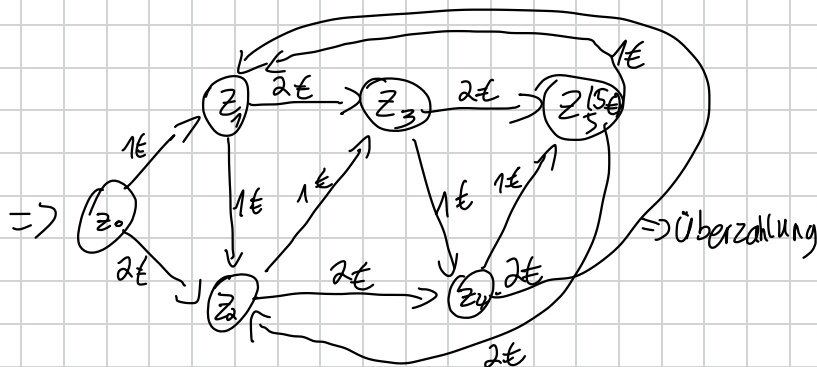 1€
Z1
2€
Z3
2€
Z5 15€
1€
1€
1€
1€
1€
=> Z0
=> Überzahlung
2€
Z2
2€
Z4
2€
2€